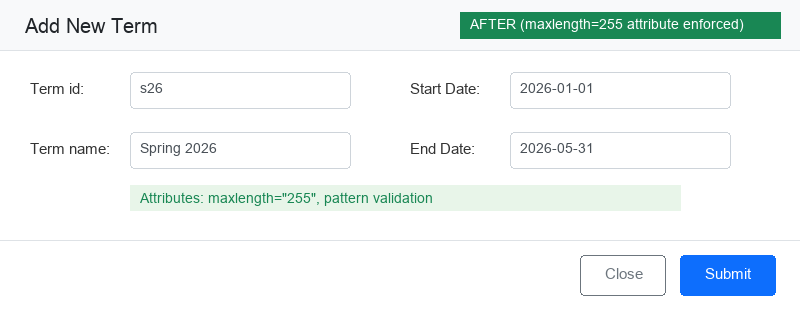 Add New Term
AFTER (maxlength=255 attribute enforced)
Term id:
s26
Start Date:
2026-01-01
Term name:
Spring 2026
End Date:
2026-05-31
Attributes: maxlength="255", pattern validation
Close
Submit